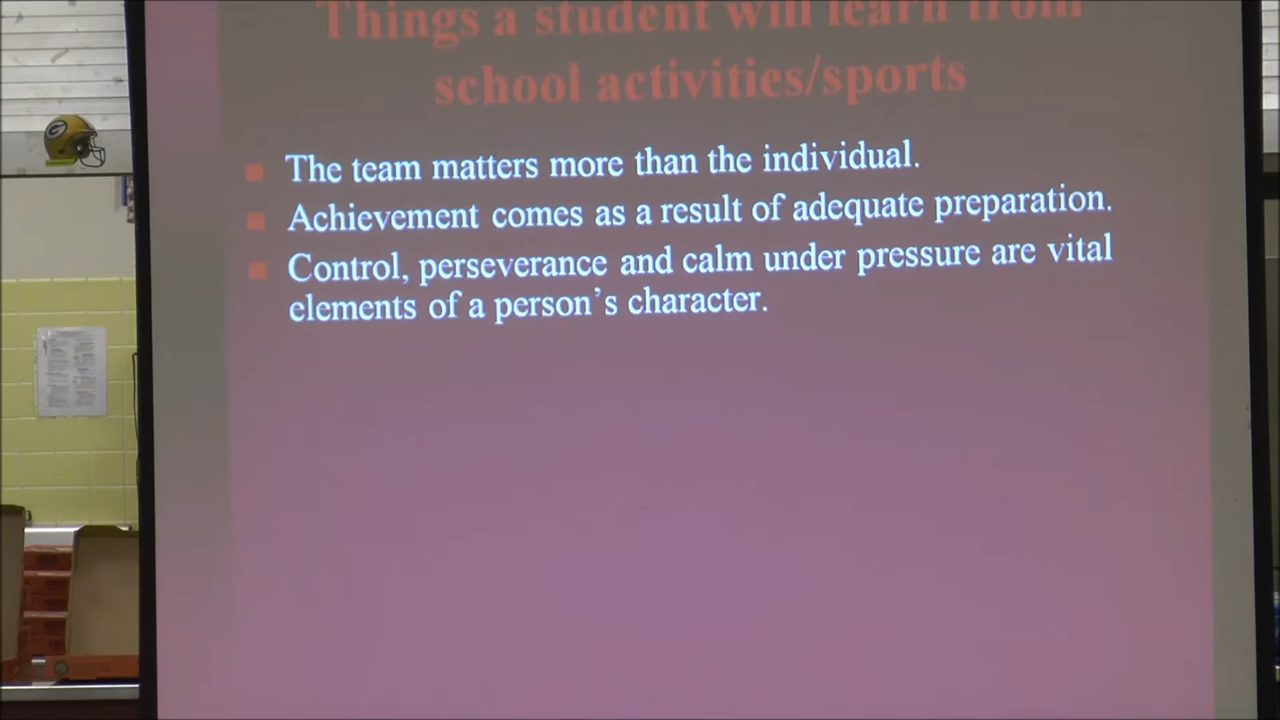 Things a student will learn from
school activities/sports
The team matters more than the individual.
Achievement comes as a result of adequate preparation.
Control, perseverance and calm under pressure are vital
elements of a person's character.
G